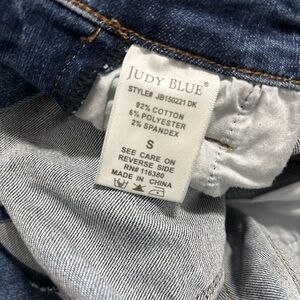 JUDY BLUE®
STYLE# JB150221 DK
92% COTTON
6% POLYESTER
2% SPANDEX
S
SEE CARE ON
REVERSE SIDE
RN# 116380
MADE IN CHINA